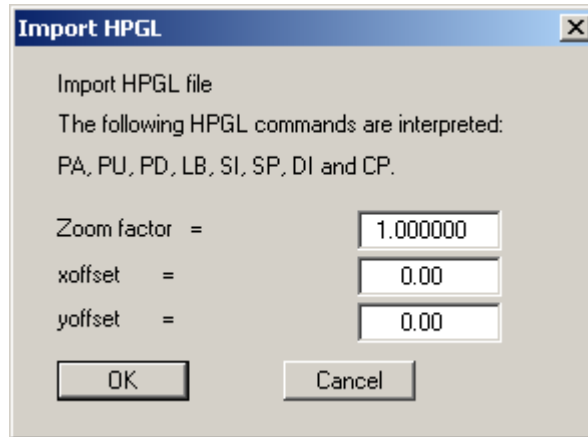 Import HPGL
Import HPGL file
The following HPGL commands are interpreted:
PA, PU, PD, LB, SI, SP, DI and CP.
Zoom factor = 1.000000
xoffset = 0.00
yoffset = 0.00
OK Cancel